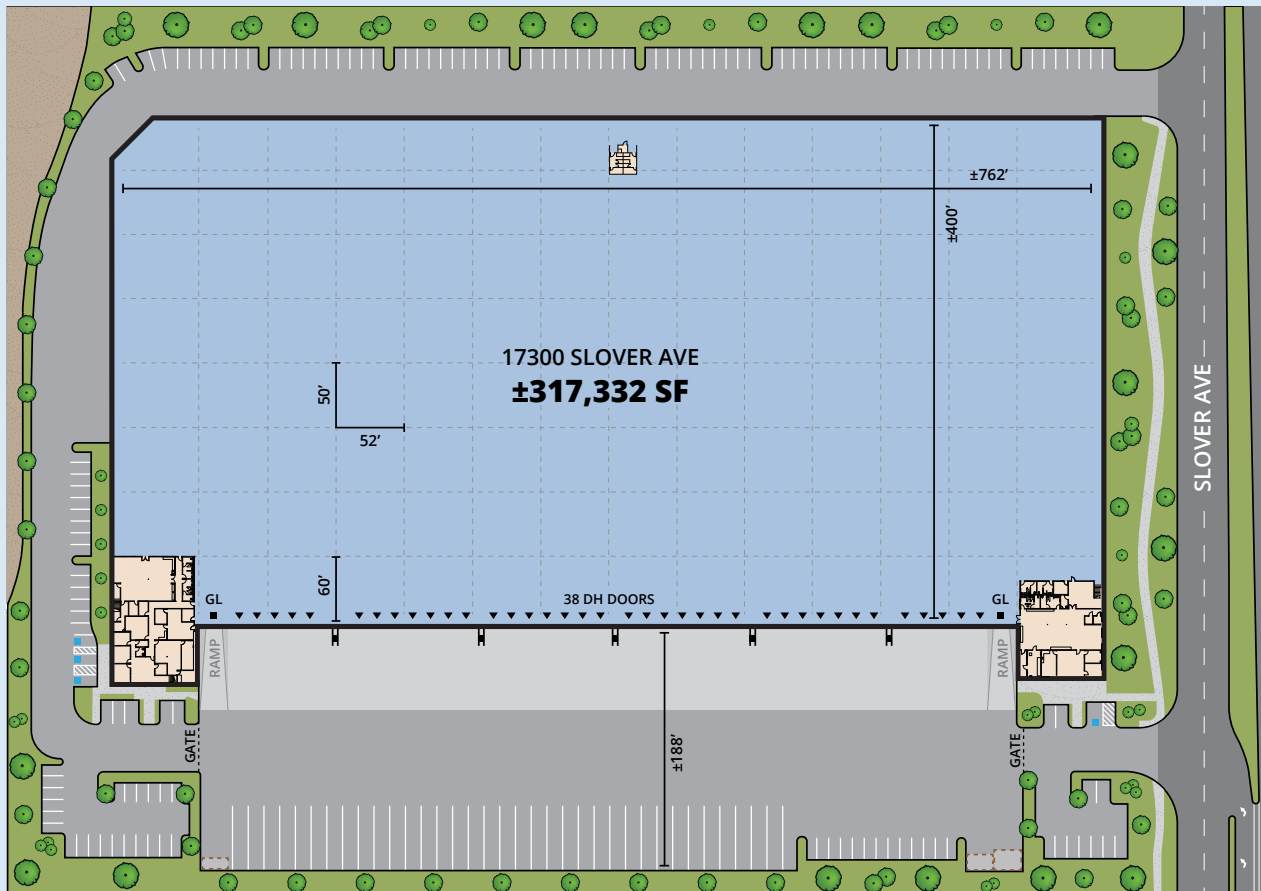 ±762’
±400’
17300 SLOVER AVE
±317,332 SF
50’
52’
SLOVER AVE
60’
GL
38 DH DOORS
GL
RAMP
RAMP
GATE
±188’
GATE